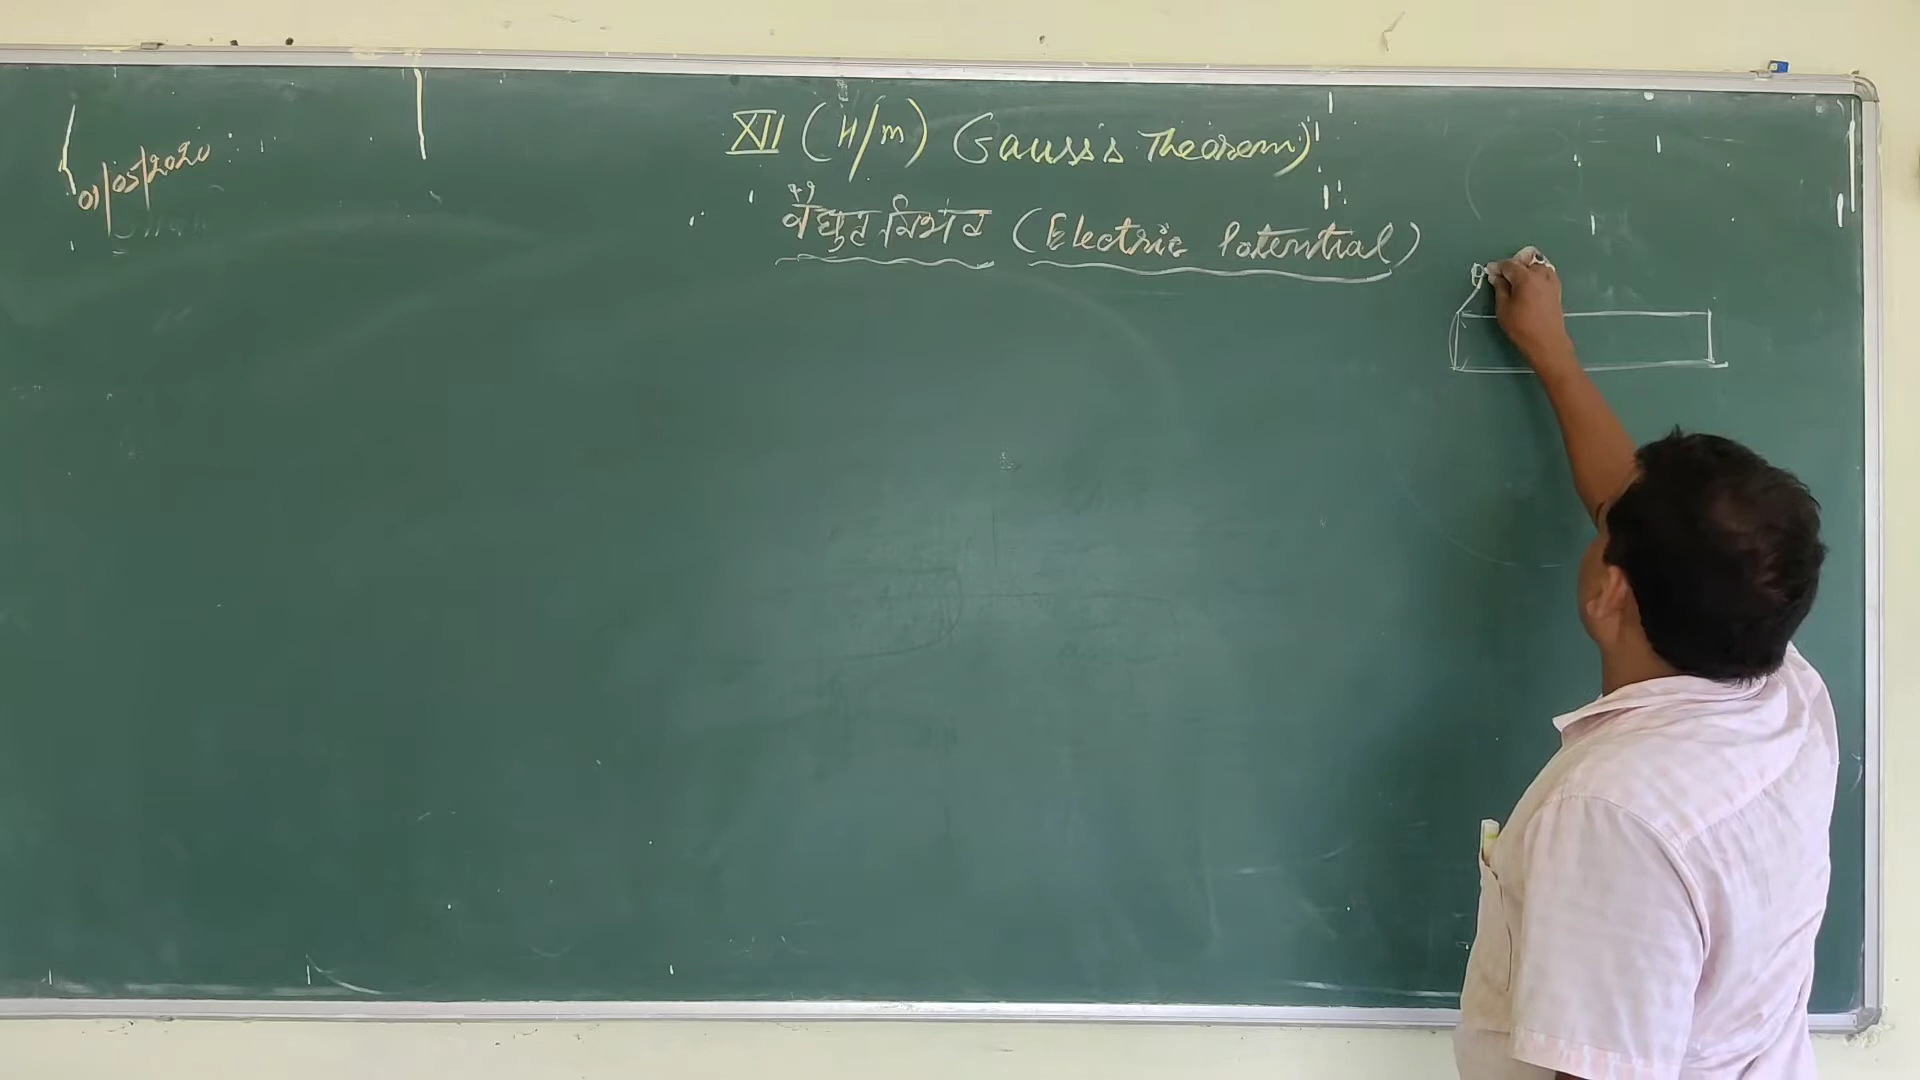 01/05/2020
XII (H/m) (Gauss's Theorem)
वैद्युत विभव (Electric Potential)